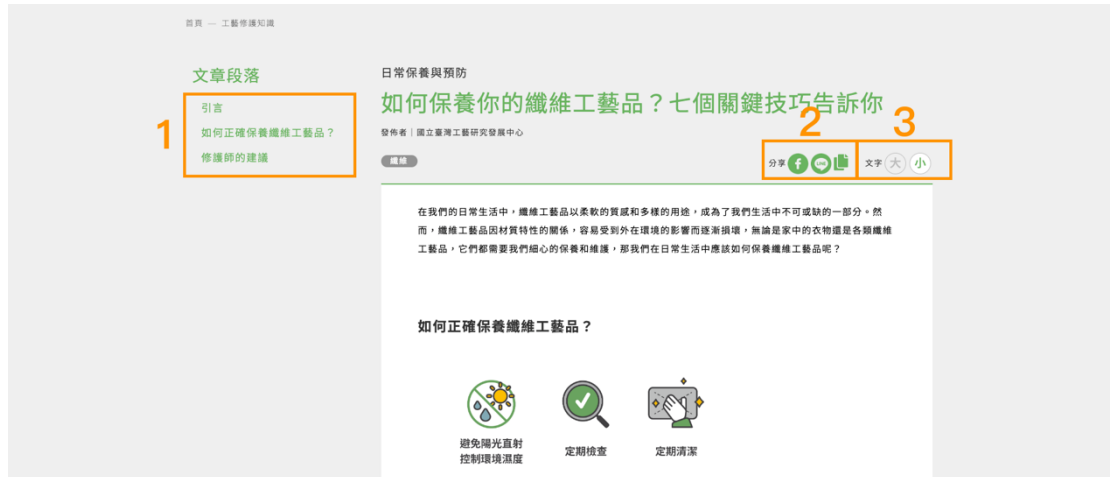 首頁 — 工藝修護知識
文章段落
1
引言
如何正確保養纖維工藝品？
修護師的建議
日常保養與預防
如何保養你的纖維工藝品？七個關鍵技巧告訴你
發佈者｜國立臺灣工藝研究發展中心
纖維
2
分享 f LINE
3
文字 大 小
在我們的日常生活中，纖維工藝品以柔軟的質感和多樣的用途，成為了我們生活中不可或缺的一部分。然
而，纖維工藝品因材質特性的關係，容易受到外在環境的影響而逐漸損壞，無論是家中的衣物還是各類纖維
工藝品，它們都需要我們細心的保養和維護，那我們在日常生活中應該如何保養纖維工藝品呢？
如何正確保養纖維工藝品？
避免陽光直射
控制環境濕度
定期檢查
定期清潔